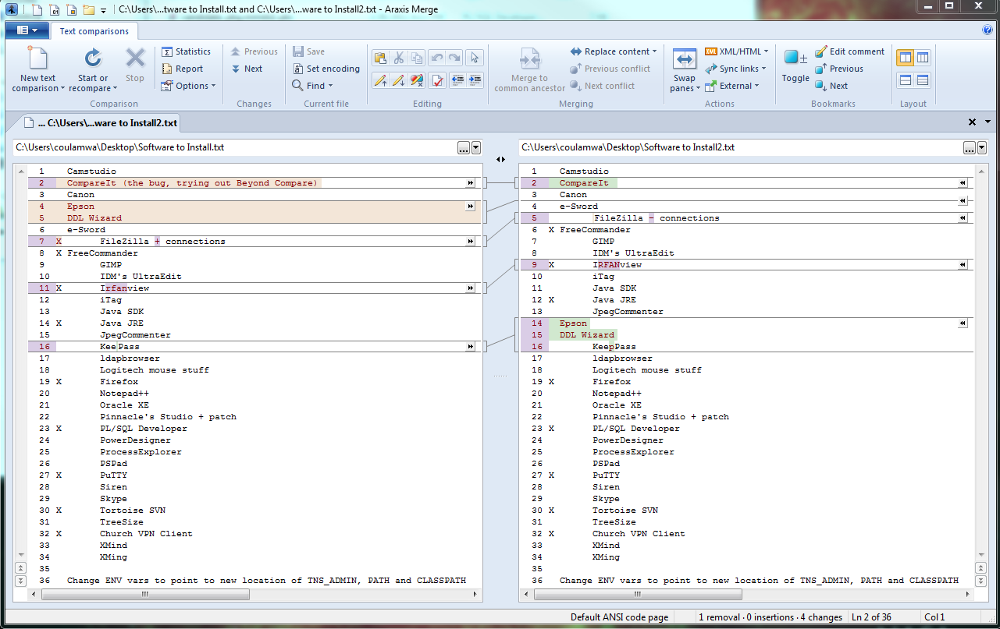 C:\Users\...tware to Install.txt and C:\Users\...ware to Install2.txt - Araxis Merge
Text comparisons
New text comparison
Start or recompare
Stop
Statistics
Report
Options
Comparison
Previous
Next
Changes
Save
Set encoding
Find
Current file
Editing
Merge to common ancestor
Replace content
Previous conflict
Next conflict
Merging
Swap panes
XML XML/HTML
Sync links
External
Actions
Toggle
Edit comment
Previous
Next
Bookmarks
Layout
... C:\Users\...ware to Install2.txt
C:\Users\coulamwa\Desktop\Software to Install.txt
...
1 Camstudio
2 CompareIt (the bug, trying out Beyond Compare)
3 Canon
4 Epson
5 DDL Wizard
6 e-Sword
7 X FileZilla + connections
8 X FreeCommander
9 GIMP
10 IDM's UltraEdit
11 X Irfanview
12 iTag
13 Java SDK
14 X Java JRE
15 JpegCommenter
16 KeePass
17 ldapbrowser
18 Logitech mouse stuff
19 X Firefox
20 Notepad++
21 Oracle XE
22 Pinnacle's Studio + patch
23 X PL/SQL Developer
24 PowerDesigner
25 ProcessExplorer
26 PSPad
27 X PuTTY
28 Siren
29 Skype
30 X Tortoise SVN
31 TreeSize
32 X Church VPN Client
33 XMind
34 XMing
35
36 Change ENV vars to point to new location of TNS_ADMIN, PATH and CLASSPATH
C:\Users\coulamwa\Desktop\Software to Install2.txt
...
1 Camstudio
2 CompareIt
3 Canon
4 e-Sword
5 FileZilla - connections
6 X FreeCommander
7 GIMP
8 IDM's UltraEdit
9 X IRFANview
10 iTag
11 Java SDK
12 X Java JRE
13 JpegCommenter
14 Epson
15 DDL Wizard
16 KeepPass
17 ldapbrowser
18 Logitech mouse stuff
19 X Firefox
20 Notepad++
21 Oracle XE
22 Pinnacle's Studio + patch
23 X PL/SQL Developer
24 PowerDesigner
25 ProcessExplorer
26 PSPad
27 X PuTTY
28 Siren
29 Skype
30 X Tortoise SVN
31 TreeSize
32 X Church VPN Client
33 XMind
34 XMing
35
36 Change ENV vars to point to new location of TNS_ADMIN, PATH and CLASSPATH
Default ANSI code page
1 removal · 0 insertions · 4 changes
Ln 2 of 36
Col 1